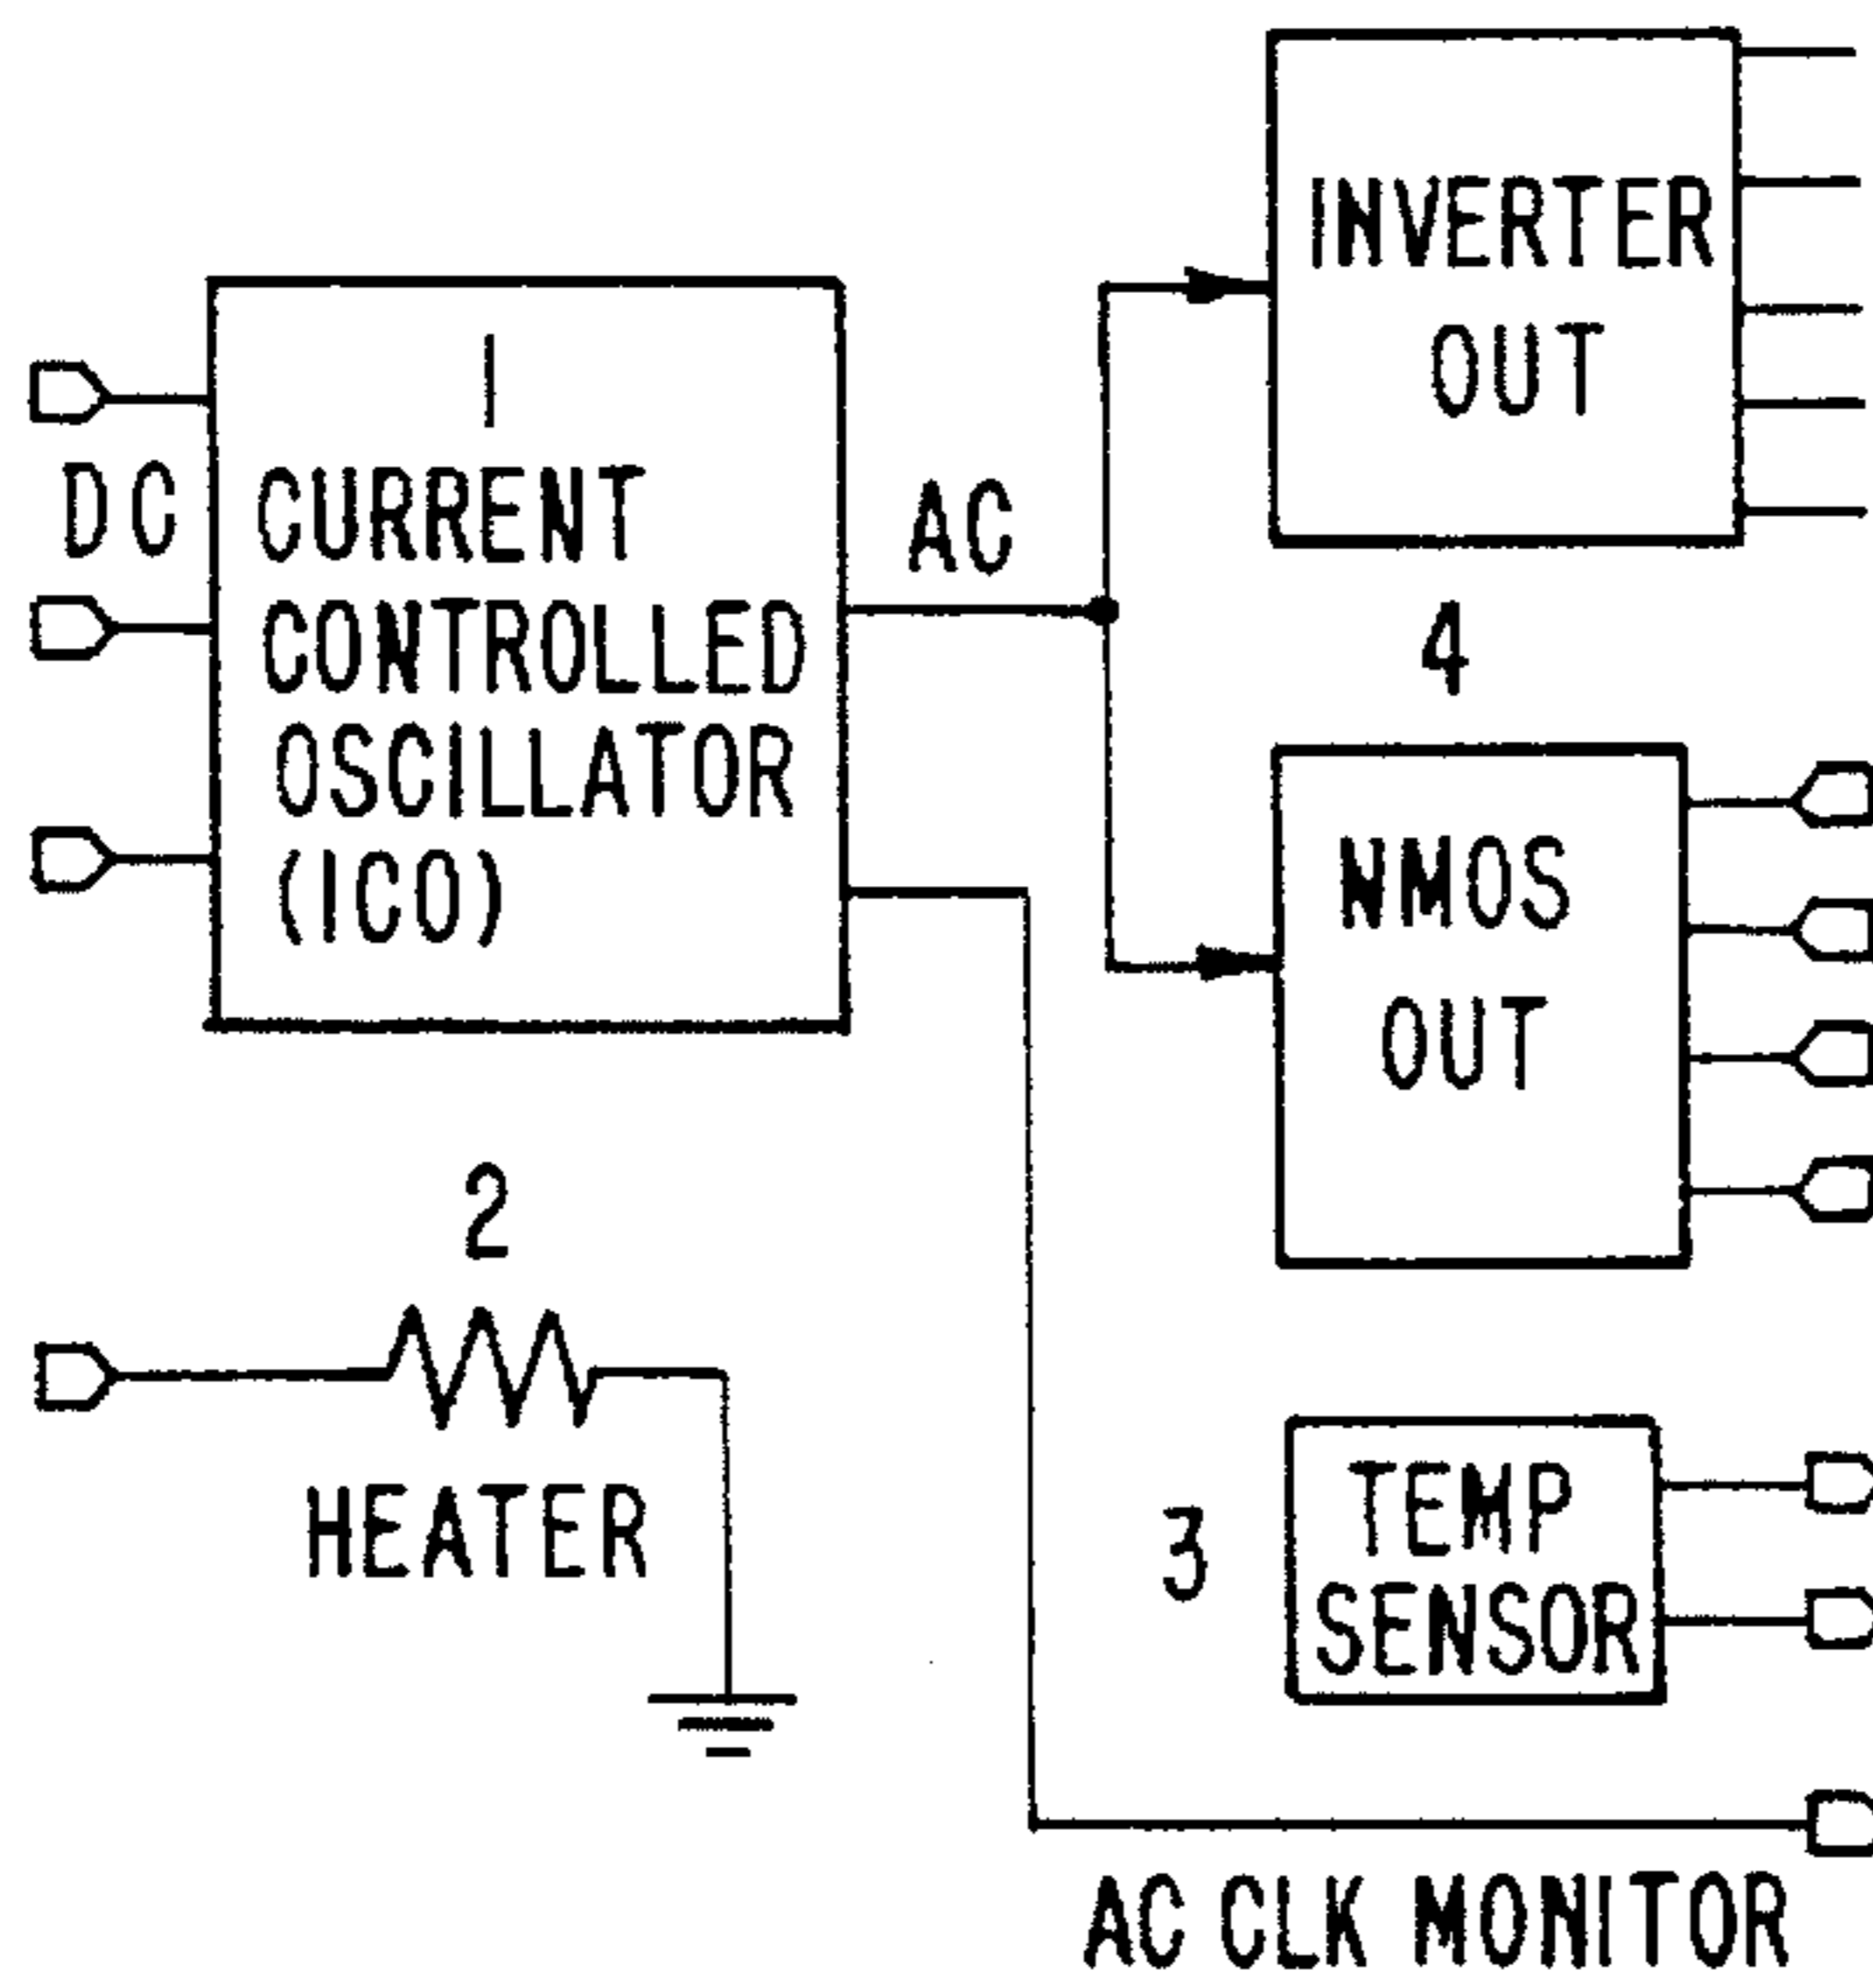 1
DC
CURRENT
CONTROLLED
OSCILLATOR
(ICO)
AC
INVERTER
OUT
4
NMOS
OUT
2
HEATER
3
TEMP
SENSOR
AC CLK MONITOR